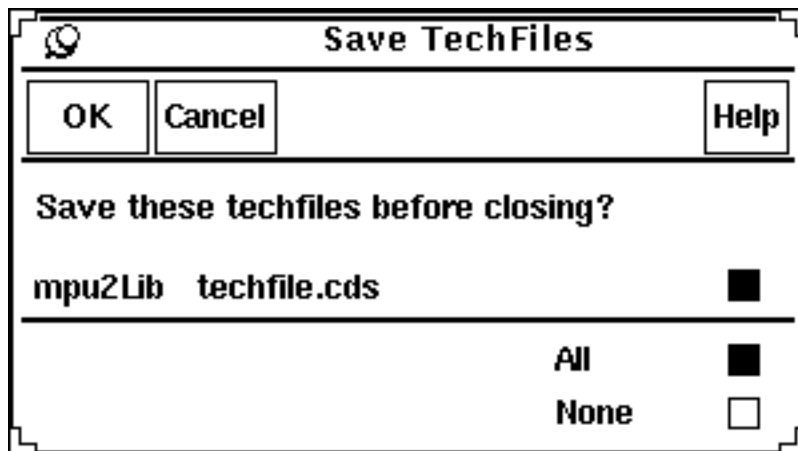 Save TechFiles
OK Cancel Help
Save these techfiles before closing?
mpu2Lib techfile.cds
All
None